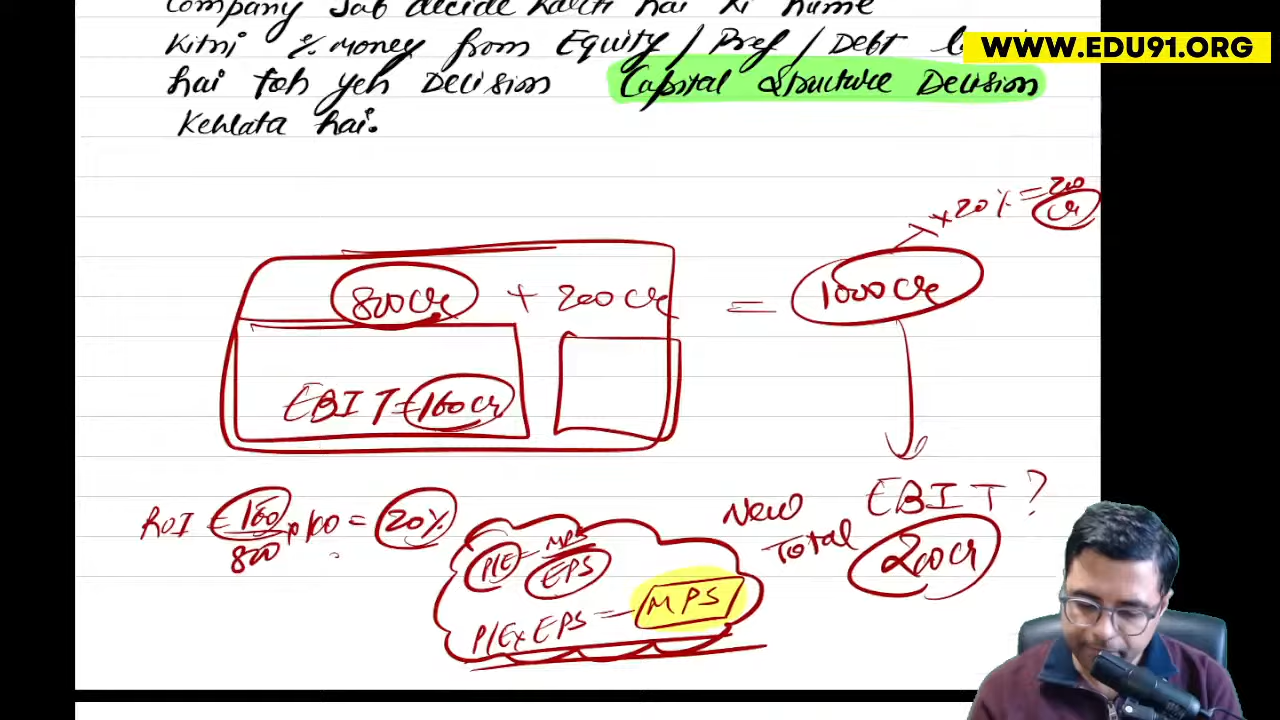 Company Jab decide karti hai ki hume
Kitni % Money from Equity / Pref / Debt
WWW.EDU91.ORG
hai toh yeh Decision Capital Structure Decision
Kehlata hai.
x 20% = 200 Cr
800 Cr + 200 Cr = 1000 Cr
EBIT = 160 Cr
ROI = 160/800 x 100 = 20%
New Total EBIT ?
200 Cr
P/E = MPS/EPS
P/E x EPS = MPS